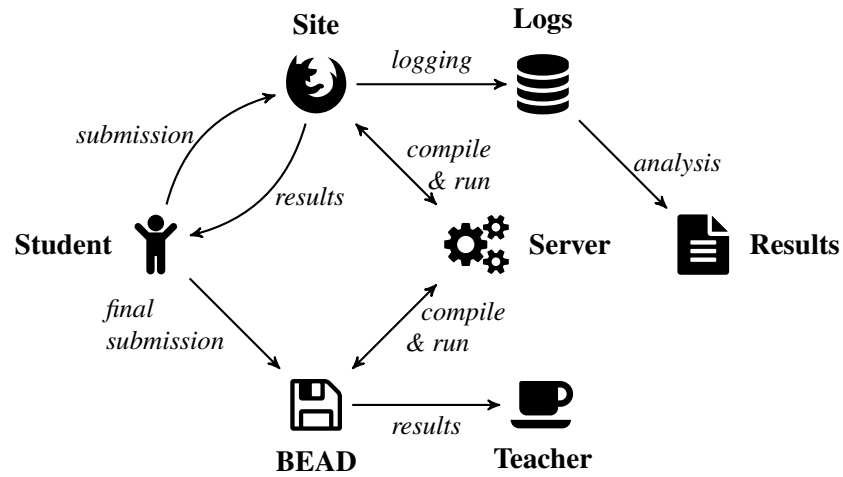 Site
Logs
logging
submission
compile
& run
analysis
results
Student
Server
Results
final
submission
compile
& run
results
BEAD
Teacher